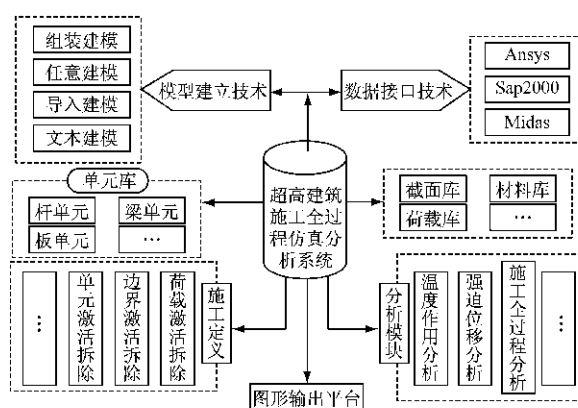 组装建模
任意建模
导入建模
文本建模
模型建立技术
数据接口技术
Ansys
Sap2000
Midas
单元库
杆单元
梁单元
板单元
…
超高建筑
施工全过
程仿真分
析系统
截面库
材料库
荷载库
…
…
单元激活拆除
边界激活拆除
荷载激活拆除
施工定义
分析模块
温度作用分析
强迫位移分析
施工全过程分析
…
图形输出平台